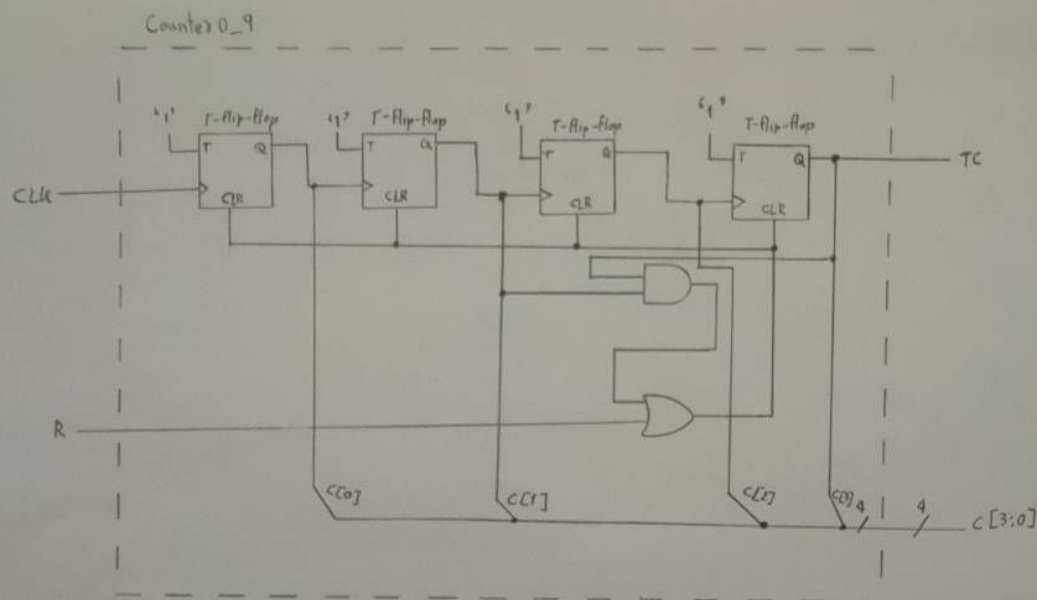 Counter 0_9
'1' T-flip-flop '1' T-flip-flop '1' T-flip-flop '1' T-flip-flop
T Q T Q T Q T Q
CLK
CLR CLR CLR CLR
TC
R
C[0] C[1] C[2] C[3]
4 4 C[3:0]